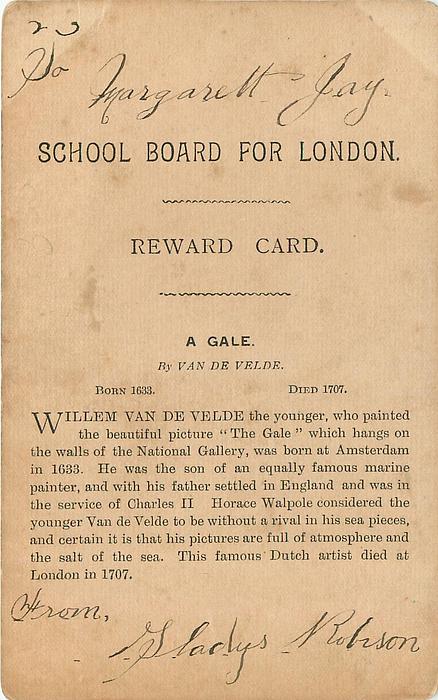 23
To
Margarett Jay.
SCHOOL BOARD FOR LONDON.
REWARD CARD.
A GALE.
By VAN DE VELDE.
BORN 1633. DIED 1707.
WILLEM VAN DE VELDE the younger, who painted
the beautiful picture “The Gale” which hangs on
the walls of the National Gallery, was born at Amsterdam
in 1633. He was the son of an equally famous marine
painter, and with his father settled in England and was in
the service of Charles II Horace Walpole considered the
younger Van de Velde to be without a rival in his sea pieces,
and certain it is that his pictures are full of atmosphere and
the salt of the sea. This famous Dutch artist died at
London in 1707.
From,
Gladys Robison